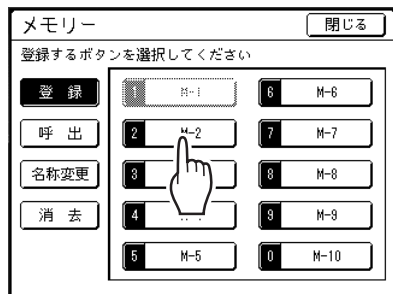 メモリー 閉じる
登録するボタンを選択してください
登録 1 M-1 6 M-6
呼出 2 M-2 7 M-7
名称変更 3 8 M-8
消去 4 9 M-9
5 M-5 0 M-10